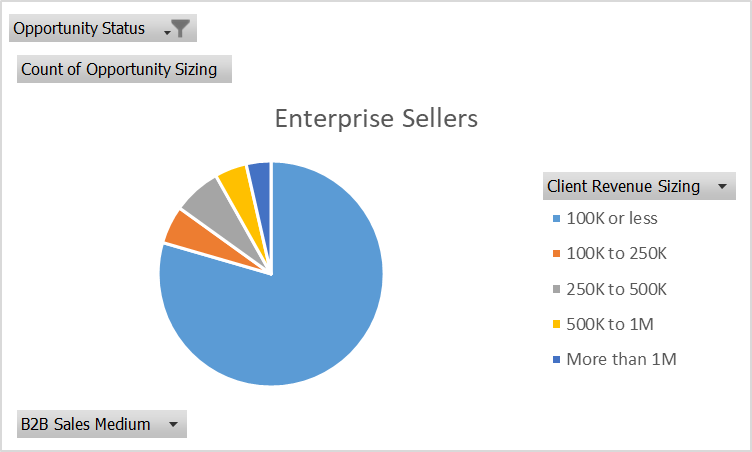 Opportunity Status
Count of Opportunity Sizing
Enterprise Sellers
Client Revenue Sizing
100K or less
100K to 250K
250K to 500K
500K to 1M
More than 1M
B2B Sales Medium